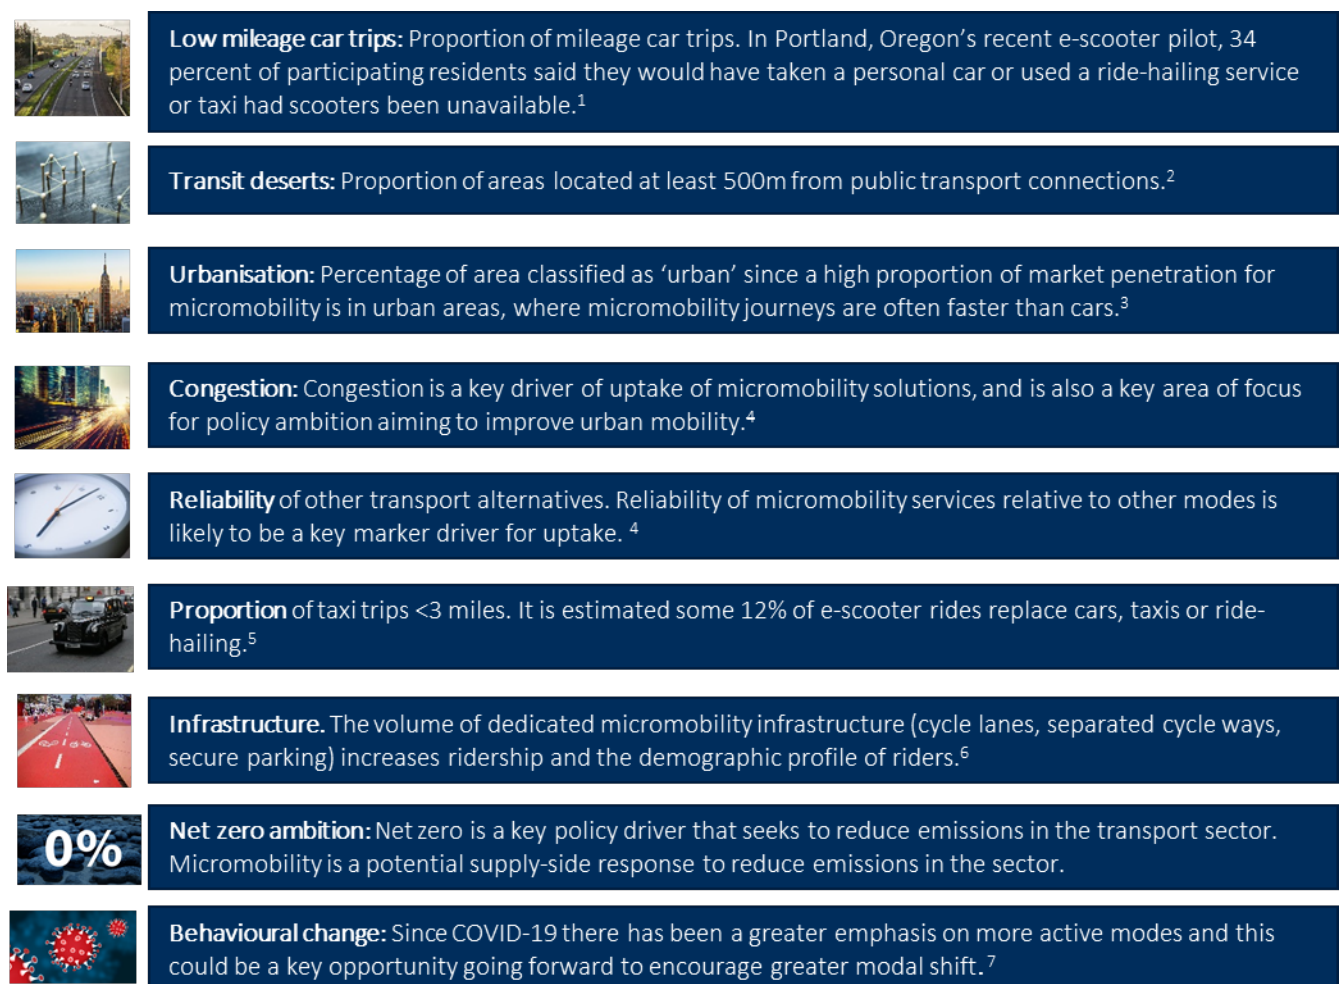 Low mileage car trips: Proportion of mileage car trips. In Portland, Oregon's recent e-scooter pilot, 34
percent of participating residents said they would have taken a personal car or used a ride-hailing service
or taxi had scooters been unavailable.1
Transit deserts: Proportion of areas located at least 500m from public transport connections.2
Urbanisation: Percentage of area classified as ‘urban’ since a high proportion of market penetration for
micromobility is in urban areas, where micromobility journeys are often faster than cars.3
Congestion: Congestion is a key driver of uptake of micromobility solutions, and is also a key area of focus
for policy ambition aiming to improve urban mobility.4
Reliability of other transport alternatives. Reliability of micromobility services relative to other modes is
likely to be a key marker driver for uptake. 4
Proportion of taxi trips <3 miles. It is estimated some 12% of e-scooter rides replace cars, taxis or ride-
hailing.5
Infrastructure. The volume of dedicated micromobility infrastructure (cycle lanes, separated cycle ways,
secure parking) increases ridership and the demographic profile of riders.6
0%
Net zero ambition: Net zero is a key policy driver that seeks to reduce emissions in the transport sector.
Micromobility is a potential supply-side response to reduce emissions in the sector.
Behavioural change: Since COVID-19 there has been a greater emphasis on more active modes and this
could be a key opportunity going forward to encourage greater modal shift. 7